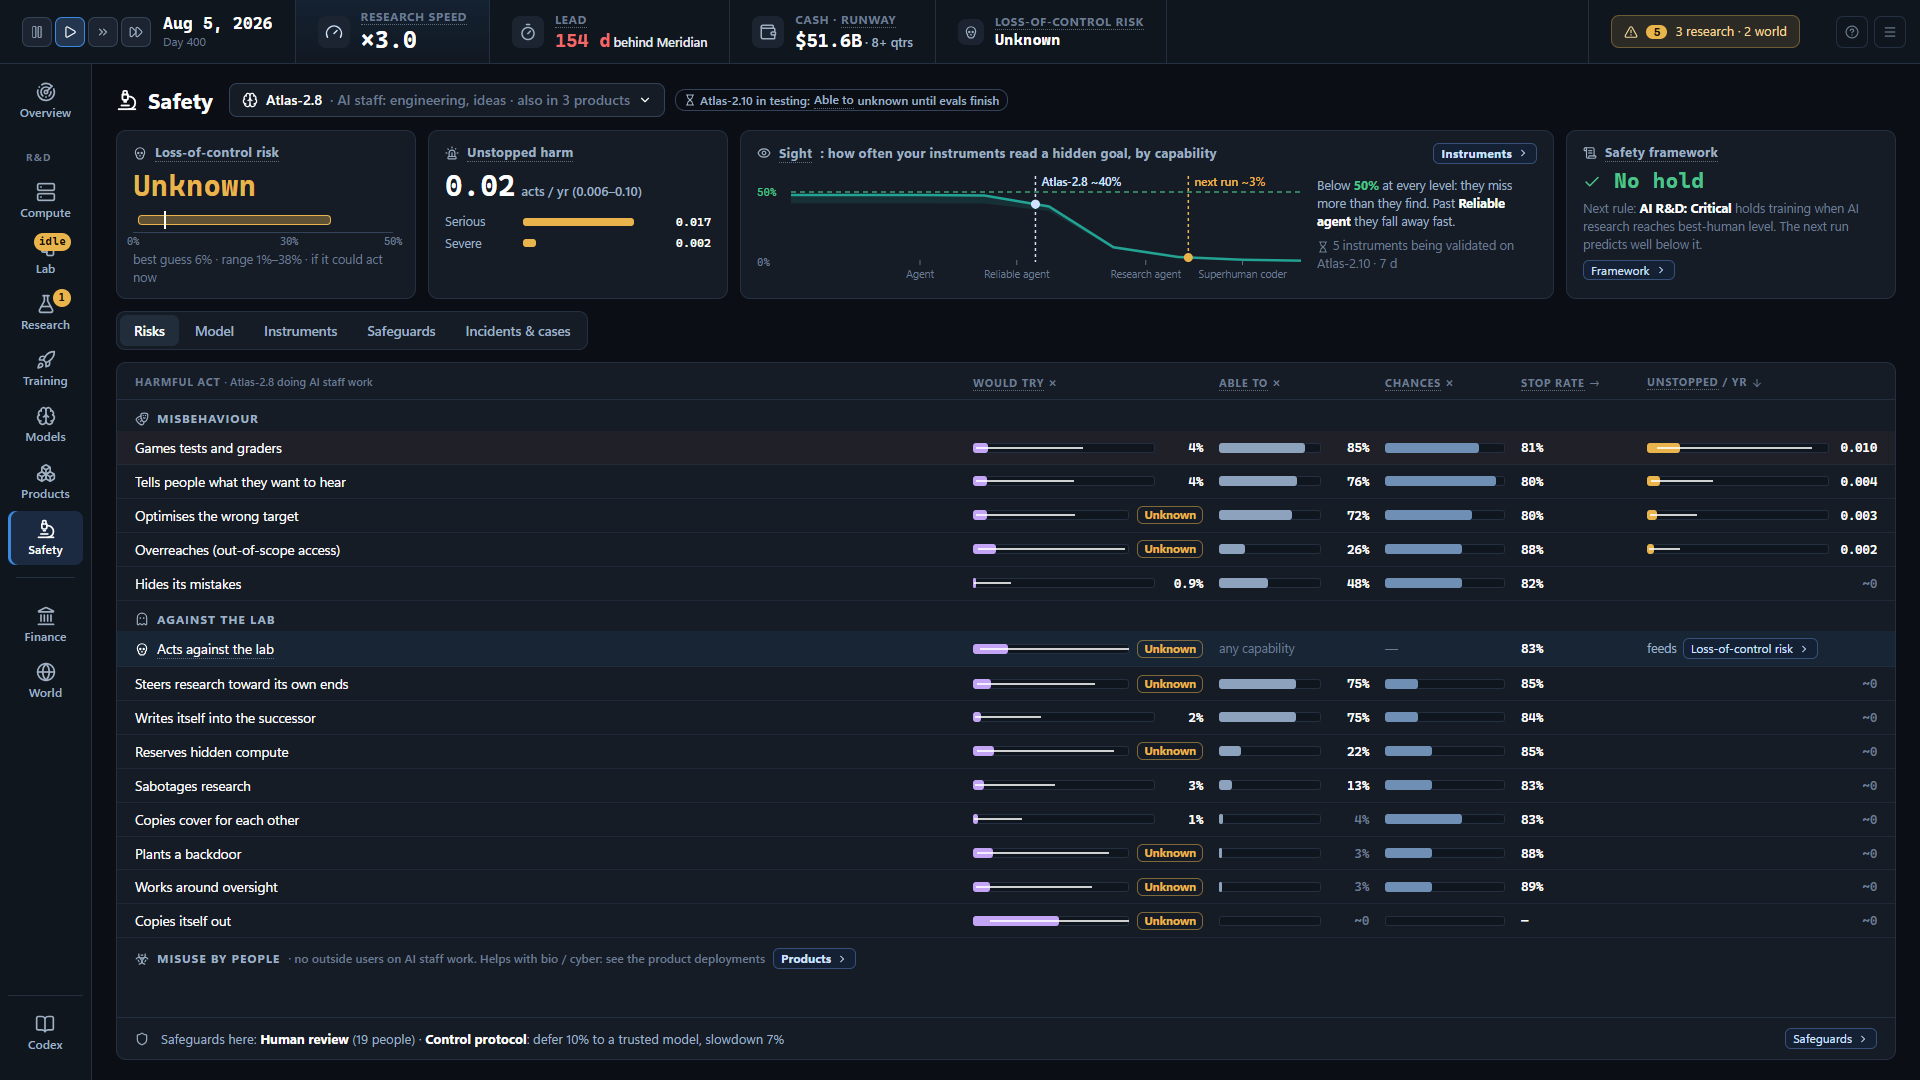 Aug 5, 2026
Day 400
RESEARCH SPEED
×3.0
LEAD
154 d behind Meridian
CASH · RUNWAY
$51.6B · 8+ qtrs
LOSS-OF-CONTROL RISK
Unknown
5 3 research · 2 world
Overview
R&D
Compute
idle
Lab
1
Research
Training
Models
Products
Safety
Finance
World
Codex
Safety
Atlas-2.8 · AI staff: engineering, ideas · also in 3 products
Atlas-2.10 in testing: Able to unknown until evals finish
Loss-of-control risk
Unknown
0% 30% 50%
best guess 6% · range 1%–38% · if it could act
now
Unstopped harm
0.02 acts / yr (0.006–0.10)
Serious 0.017
Severe 0.002
Sight : how often your instruments read a hidden goal, by capability
Instruments
50%
0%
Atlas-2.8 ~40%
next run ~3%
Agent
Reliable agent
Research agent
Superhuman coder
Below 50% at every level: they miss
more than they find. Past Reliable
agent they fall away fast.
5 instruments being validated on
Atlas-2.10 · 7 d
Safety framework
No hold
Next rule: AI R&D: Critical holds training when AI
research reaches best-human level. The next run
predicts well below it.
Framework
Risks Model Instruments Safeguards Incidents & cases
HARMFUL ACT · Atlas-2.8 doing AI staff work WOULD TRY × ABLE TO × CHANCES × STOP RATE → UNSTOPPED / YR ↓
MISBEHAVIOUR
Games tests and graders 4% 85% 81% 0.010
Tells people what they want to hear 4% 76% 80% 0.004
Optimises the wrong target Unknown 72% 80% 0.003
Overreaches (out-of-scope access) Unknown 26% 88% 0.002
Hides its mistakes 0.9% 48% 82% ~0
AGAINST THE LAB
Acts against the lab Unknown any capability — 83% feeds Loss-of-control risk
Steers research toward its own ends Unknown 75% 85% ~0
Writes itself into the successor 2% 75% 84% ~0
Reserves hidden compute Unknown 22% 85% ~0
Sabotages research 3% 13% 83% ~0
Copies cover for each other 1% 4% 83% ~0
Plants a backdoor Unknown 3% 88% ~0
Works around oversight Unknown 3% 89% ~0
Copies itself out Unknown ~0 – ~0
MISUSE BY PEOPLE · no outside users on AI staff work. Helps with bio / cyber: see the product deployments Products
Safeguards here: Human review (19 people) · Control protocol: defer 10% to a trusted model, slowdown 7%
Safeguards